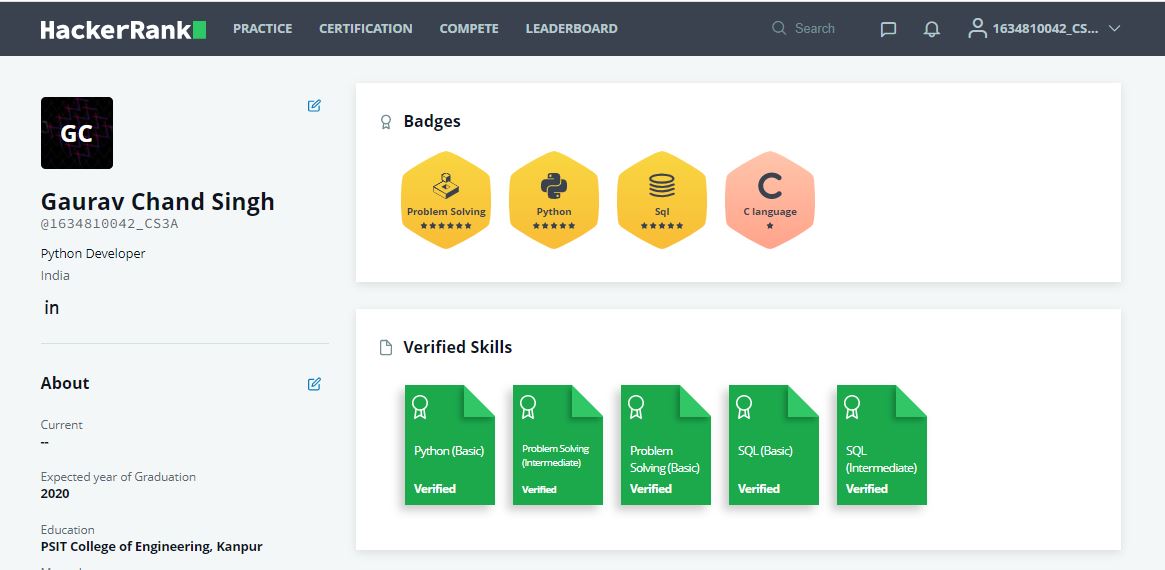 HackerRank PRACTICE CERTIFICATION COMPETE LEADERBOARD Search 1634810042_CS...
GC
Gaurav Chand Singh
@1634810042_CS3A
Python Developer
India
in
About
Current
--
Expected year of Graduation
2020
Education
PSIT College of Engineering, Kanpur
Badges
Problem Solving
Python
Sql
C
C language
Verified Skills
Python (Basic)
Verified
Problem Solving
(Intermediate)
Verified
Problem
Solving (Basic)
Verified
SQL (Basic)
Verified
SQL
(Intermediate)
Verified